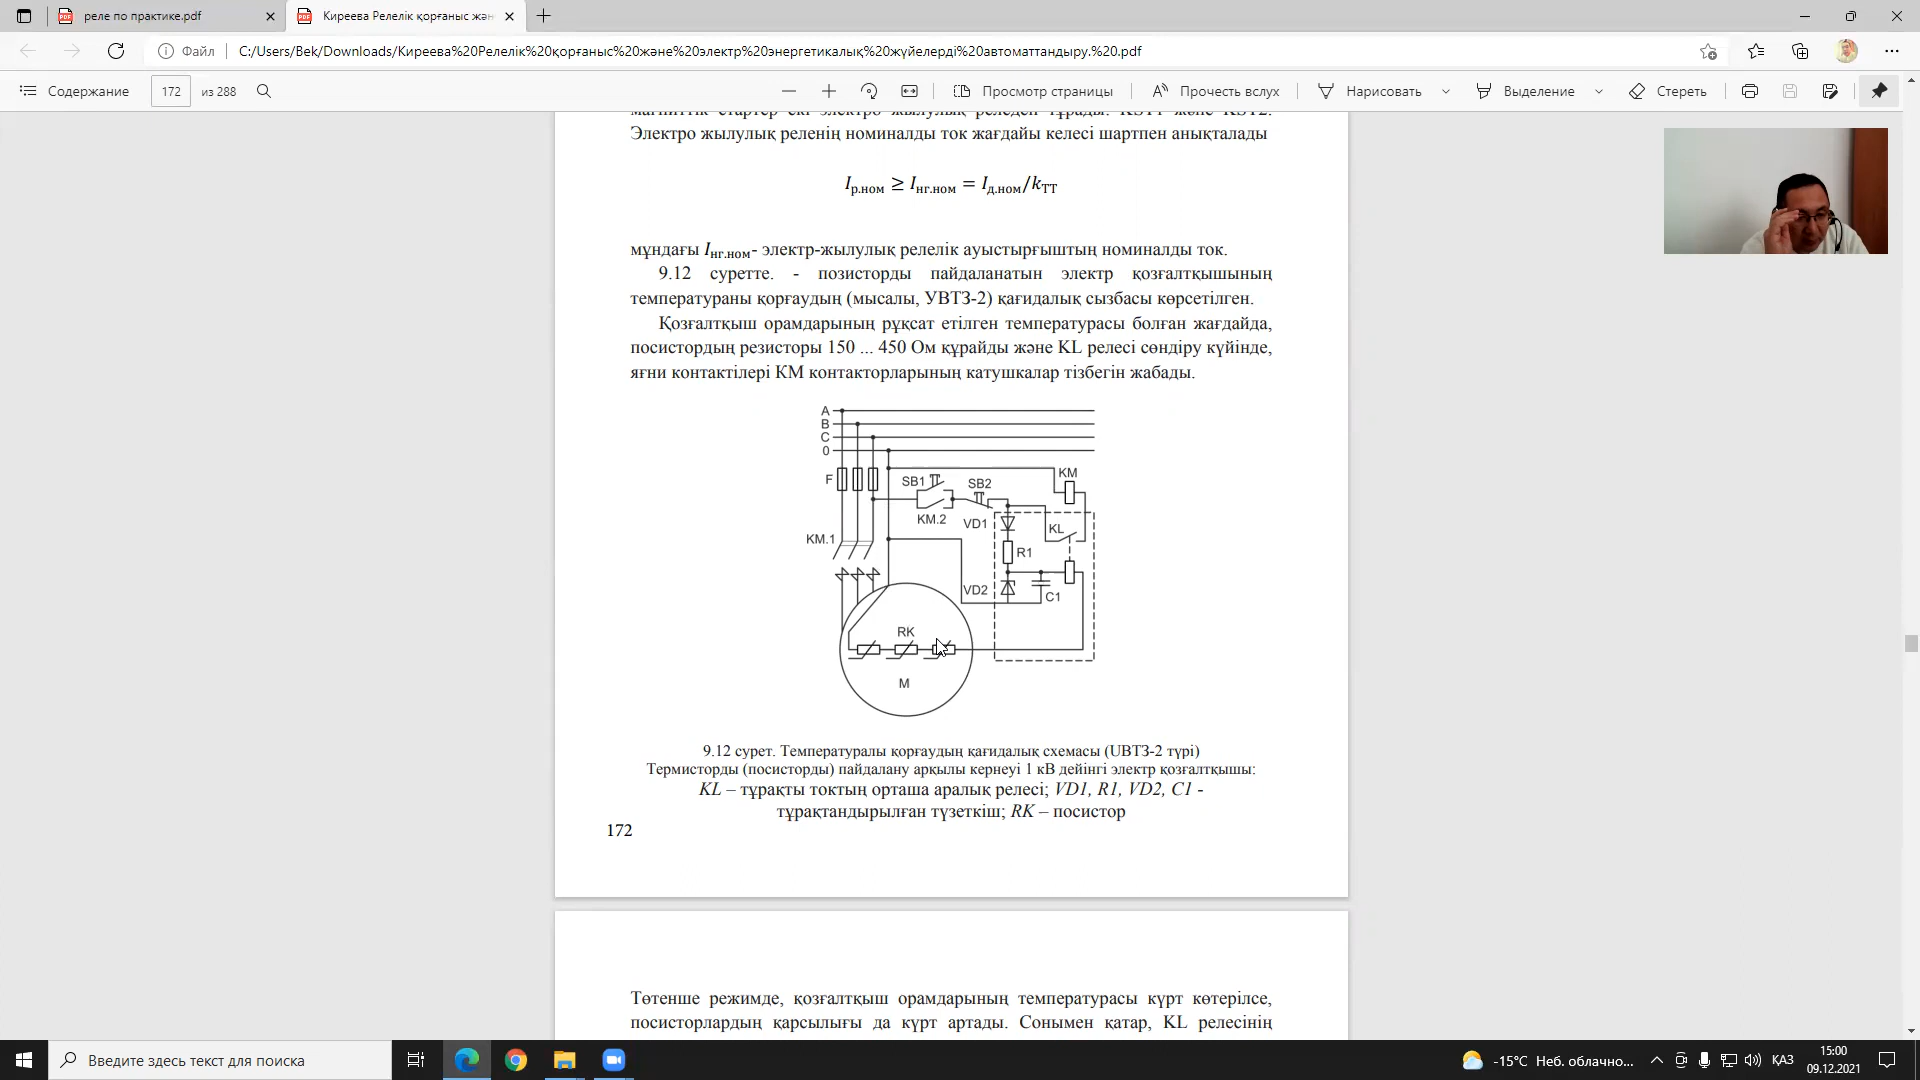 реле по практике.pdf
Киреева Релелік қорғаныс жән
Файл
C:/Users/Bek/Downloads/Киреева%20Релелік%20қорғаныс%20және%20электр%20энергетикалық%20жүйелерді%20автоматтандыру.%20.pdf
Содержание
172
из 288
Просмотр страницы
Прочесть вслух
Нарисовать
Выделение
Стереть
Электро жылулық реленің номиналды ток жағдайы келесі шартпен анықталады
Iр.ном ≥ Iнг.ном = Iд.ном/kТТ
мұндағы Iнг.ном- электр-жылулық релелік ауыстырғыштың номиналды ток.
9.12 суретте. - позисторды пайдаланатын электр қозғалтқышының
температураны қорғаудың (мысалы, УВТЗ-2) қағидалық сызбасы көрсетілген.
Қозғалтқыш орамдарының рұқсат етілген температурасы болған жағдайда,
посистордың резисторы 150 ... 450 Ом құрайды және KL релесі сөндіру күйінде,
яғни контактілері КМ контакторларының катушкалар тізбегін жабады.
A
B
C
0
F
SB1
SB2
KM
KM.2
VD1
KL
KM.1
R1
VD2
C1
RK
M
9.12 сурет. Температуралы қорғаудың қағидалық схемасы (UВТЗ-2 түрі)
Термисторды (посисторды) пайдалану арқылы кернеуі 1 кВ дейінгі электр қозғалтқышы:
KL – тұрақты токтың орташа аралық релесі; VD1, R1, VD2, C1 -
тұрақтандырылған түзеткіш; RK – посистор
172
Төтенше режимде, қозғалтқыш орамдарының температурасы күрт көтерілсе,
посисторлардың қарсылығы да күрт артады. Сонымен қатар, KL релесінің
Введите здесь текст для поиска
-15°C Неб. облачно...
ҚАЗ
15:00
09.12.2021